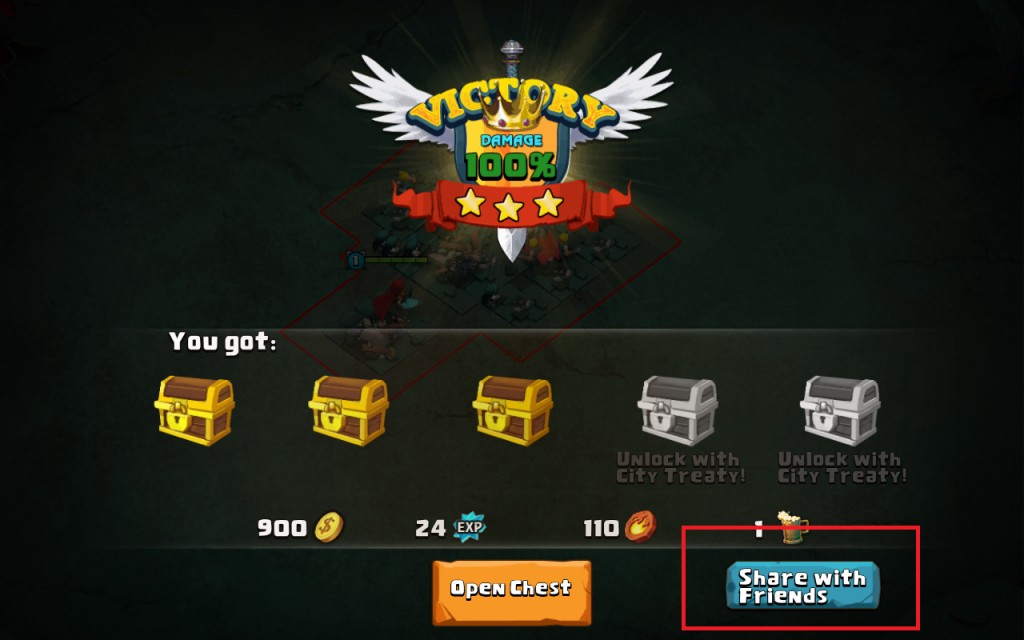 VICTORY
DAMAGE
100%
1
You got:
Unlock with
City Treaty!
Unlock with
City Treaty!
900 $
24 EXP
110
1
Open Chest
Share with
Friends